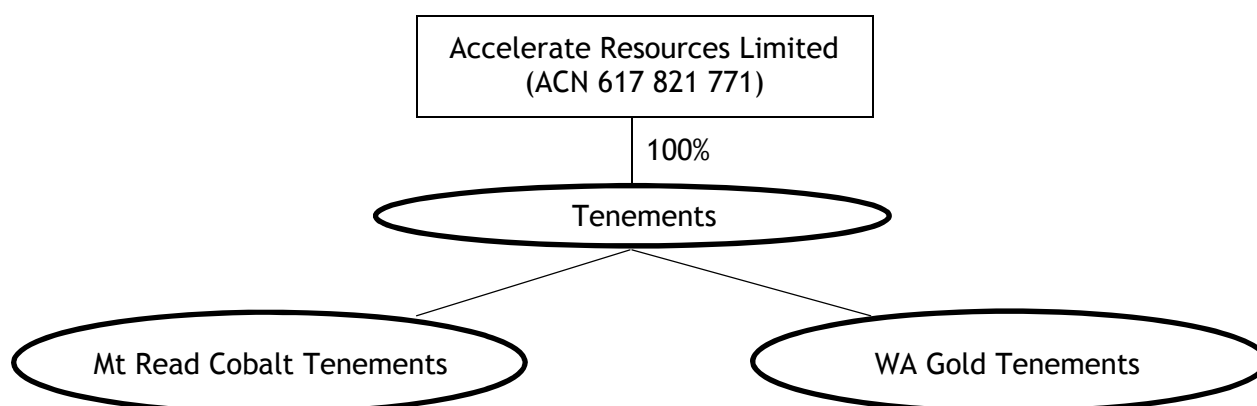 Accelerate Resources Limited
(ACN 617 821 771)
100%
Tenements
Mt Read Cobalt Tenements
WA Gold Tenements